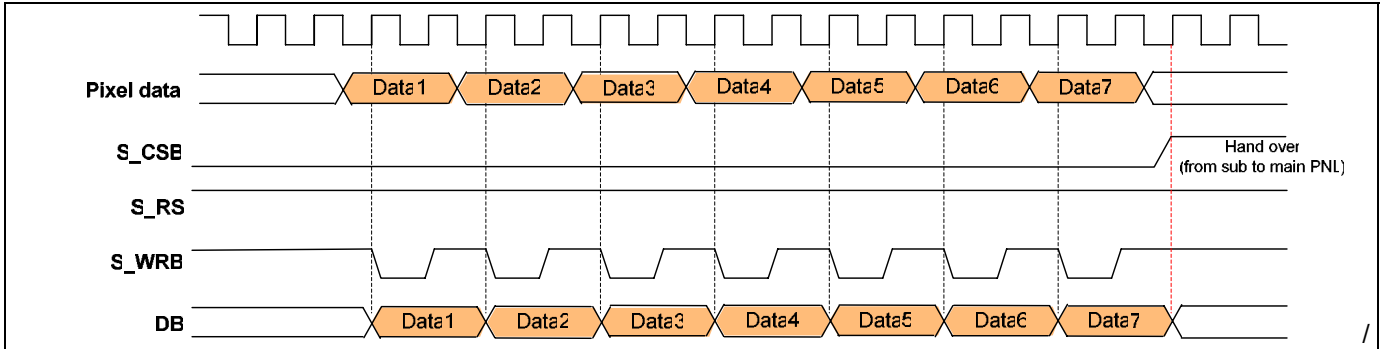 Pixel data Data1 Data2 Data3 Data4 Data5 Data6 Data7
S_CSB
Hand over
(from sub to main PNL)
S_RS
S_WRB
DB Data1 Data2 Data3 Data4 Data5 Data6 Data7
/